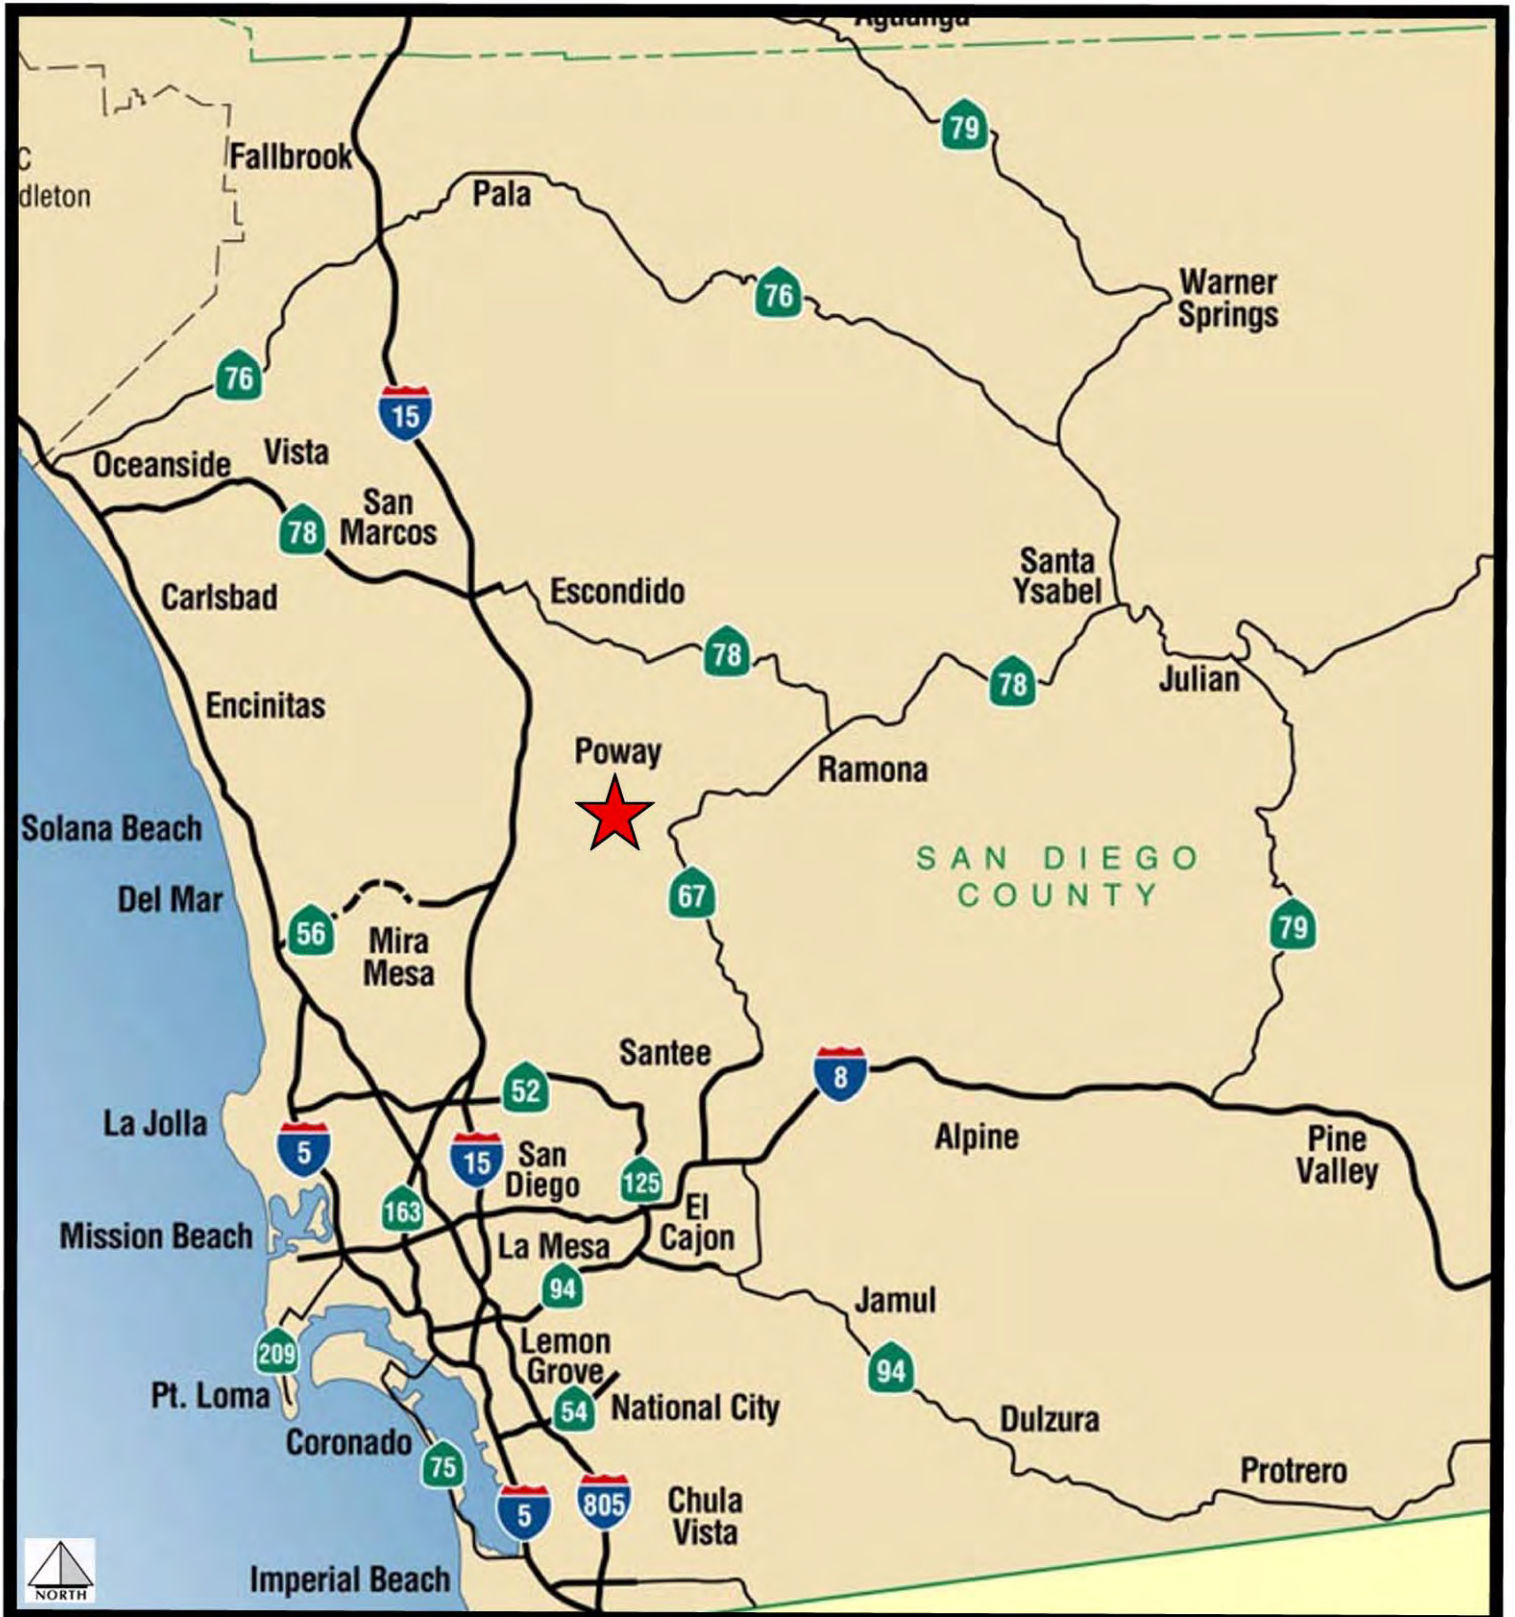 Aguanga
79
Fallbrook
C
dleton
Pala
76
Warner
Springs
76
15
Oceanside
Vista
San
Marcos
78
Santa
Ysabel
Escondido
Carlsbad
78
78
Julian
Encinitas
Poway
Ramona
Solana Beach
SAN DIEGO
COUNTY
Del Mar
67
56
Mira
Mesa
79
Santee
8
52
La Jolla
5
15
San
Diego
125
Alpine
Pine
Valley
163
El
Cajon
Mission Beach
La Mesa
94
Jamul
209
Lemon
Grove
94
Pt. Loma
54
National City
Dulzura
Coronado
75
Protrero
5
805
Chula
Vista
Imperial Beach
NORTH